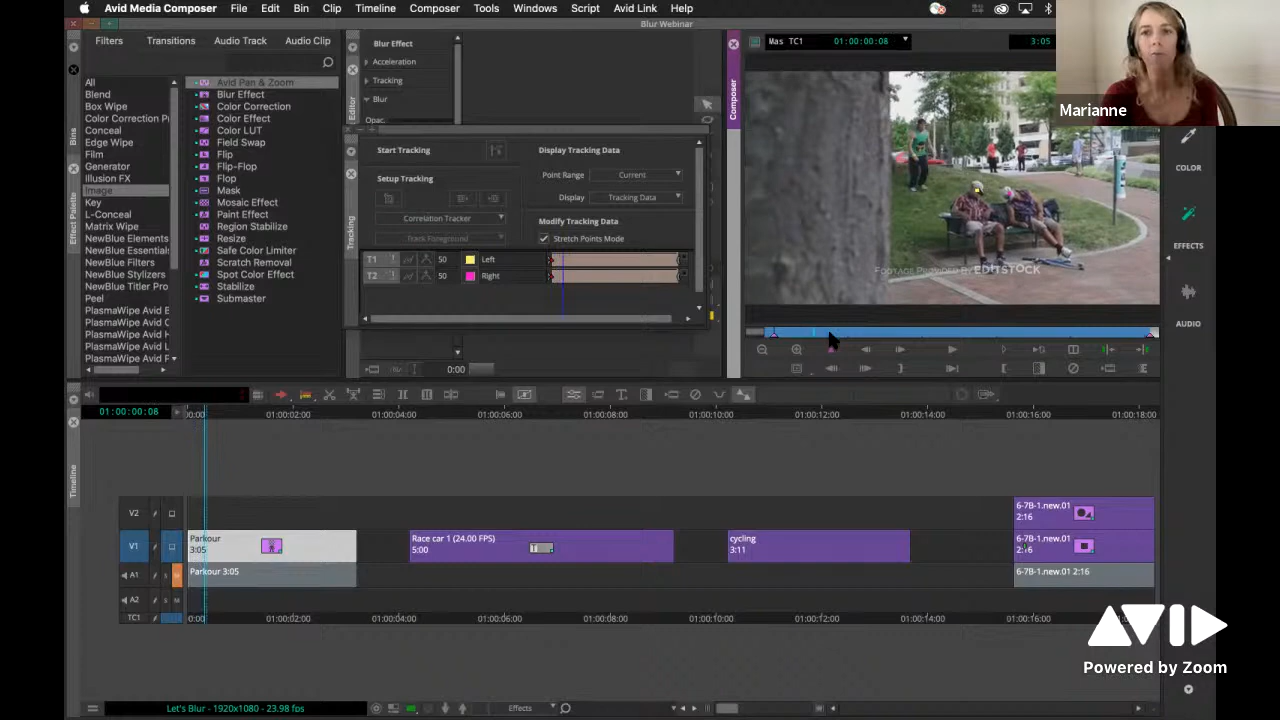 Avid Media Composer File Edit Bin Clip Timeline Composer Tools Windows Script Avid Link Help
Blur Webinar
Marianne
Filters Transitions Audio Track Audio Clip
All
Blend
Box Wipe
Color Correction P
Conceal
Edge Wipe
Film
Generator
Illusion FX
Image
Key
L-Conceal
Matrix Wipe
NewBlue Elements
NewBlue Essentials
NewBlue Filters
NewBlue Stylizers
NewBlue Titler Pro
Peel
PlasmaWipe Avid B
PlasmaWipe Avid C
PlasmaWipe Avid H
PlasmaWipe Avid L
PlasmaWipe Avid P
Avid Pan & Zoom
Blur Effect
Color Correction
Color Effect
Color LUT
Field Swap
Flip
Flip-Flop
Flop
Mask
Mosaic Effect
Paint Effect
Region Stabilize
Resize
Safe Color Limiter
Scratch Removal
Spot Color Effect
Stabilize
Submaster
Bins
Effect Palette
Editor
Blur Effect
Acceleration
Tracking
Blur
Opac.
Tracking
Start Tracking
Setup Tracking
Correlation Tracker
Track Foreground
Display Tracking Data
Point Range Current
Display Tracking Data
Modify Tracking Data
Stretch Points Mode
T1 50 Left
T2 50 Right
0:00
Composer
Mas TC1 01:00:00:08 3:05
FOOTAGE PROVIDED BY EDITSTOCK
COLOR
EFFECTS
AUDIO
Timeline
01:00:00:08
0:00 01:00:02:00 01:00:04:00 01:00:06:00 01:00:08:00 01:00:10:00 01:00:12:00 01:00:14:00 01:00:16:00 01:00:18:00
V2
6-7B-1.new.01
2:16
V1
Parkour
3:05
Race car 1 (24.00 FPS)
5:00
cycling
3:11
6-7B-1.new.01
2:16
A1 S M Parkour 3:05 6-7B-1.new.01 2:16
A2 S M
TC1 0:00 01:00:02:00 01:00:04:00 01:00:06:00 01:00:08:00 01:00:10:00 01:00:12:00 01:00:14:00 01:00:16:00
Let's Blur - 1920x1080 - 23.98 fps
Effects
AVID
Powered by Zoom